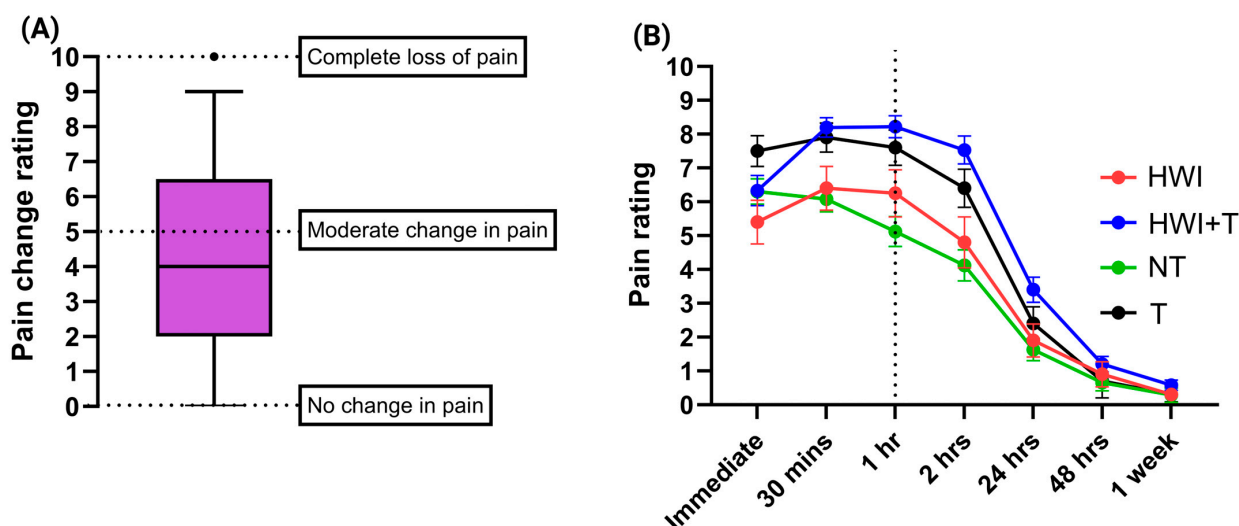 (A)
Pain change rating
10
9
8
7
6
5
4
3
2
1
0
Complete loss of pain
Moderate change in pain
No change in pain
(B)
Pain rating
10
9
8
7
6
5
4
3
2
1
0
Immediate
30 mins
1 hr
2 hrs
24 hrs
48 hrs
1 week
HWI
HWI+T
NT
T